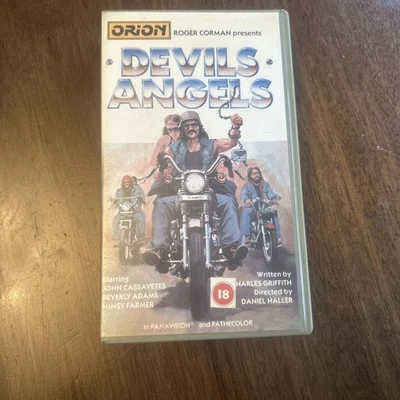 ORION
ROGER CORMAN presents
DEVILS
ANGELS
Starring
JOHN CASSAVETES
BEVERLY ADAMS
MIMSY FARMER
18
Written by
HARLES GRIFFITH
Directed by
DANIEL HALLER
in PANAVISION® and PATHECOLOR